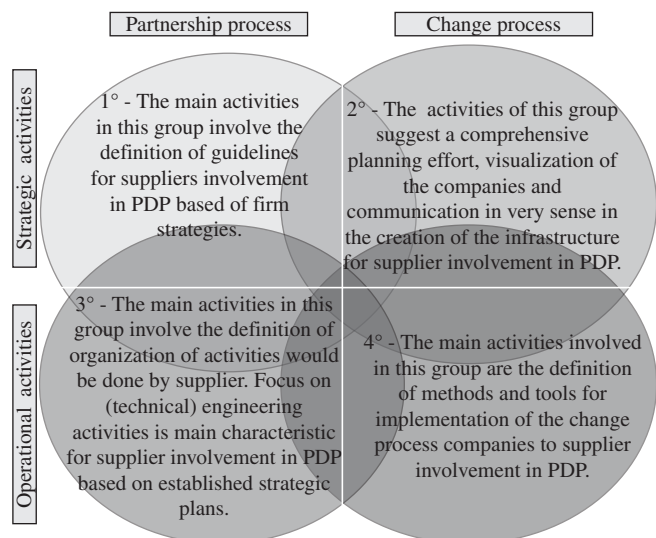 Partnership process
Change process
Strategic activities
1° - The main activities
in this group involve the
definition of guidelines
for suppliers involvement
in PDP based of firm
strategies.
2° - The activities of this group
suggest a comprehensive
planning effort, visualization of
the companies and
communication in very sense in
the creation of the infrastructure
for supplier involvement in PDP.
Operational activities
3° - The main activities in this
group involve the definition of
organization of activities would
be done by supplier. Focus on
(technical) engineering
activities is main characteristic
for supplier involvement in PDP
based on established strategic
plans.
4° - The main activities involved
in this group are the definition
of methods and tools for
implementation of the change
process companies to supplier
involvement in PDP.